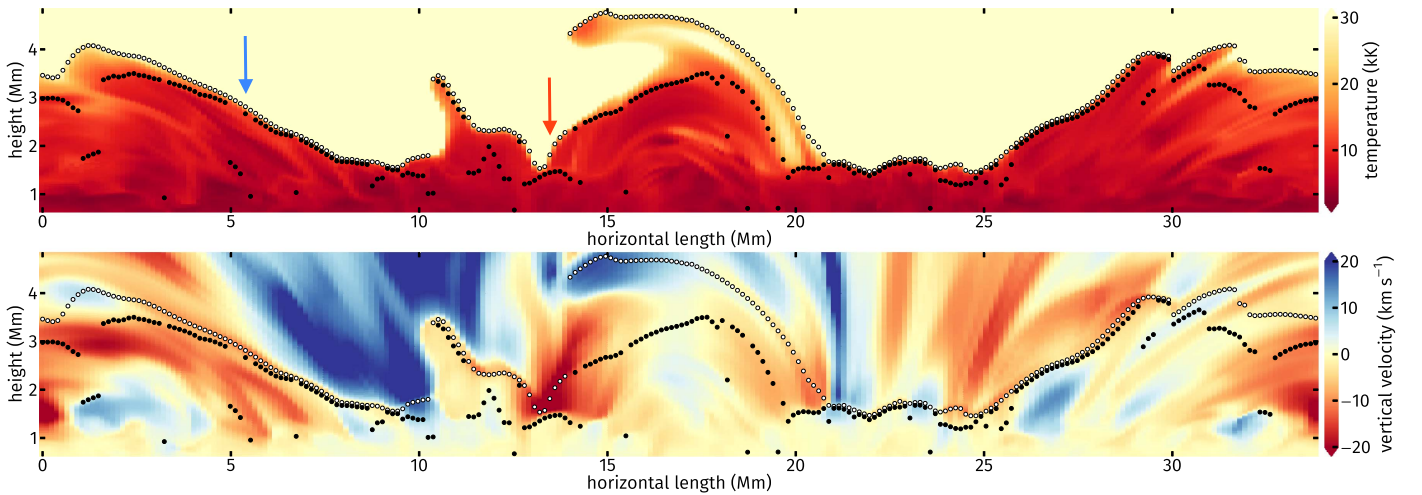 height (Mm)
4
3
2
1
0 5 10 15 20 25 30
horizontal length (Mm)
30
20
10
temperature (kK)
height (Mm)
4
3
2
1
0 5 10 15 20 25 30
horizontal length (Mm)
20
10
0
−10
−20
vertical velocity (km s⁻¹)